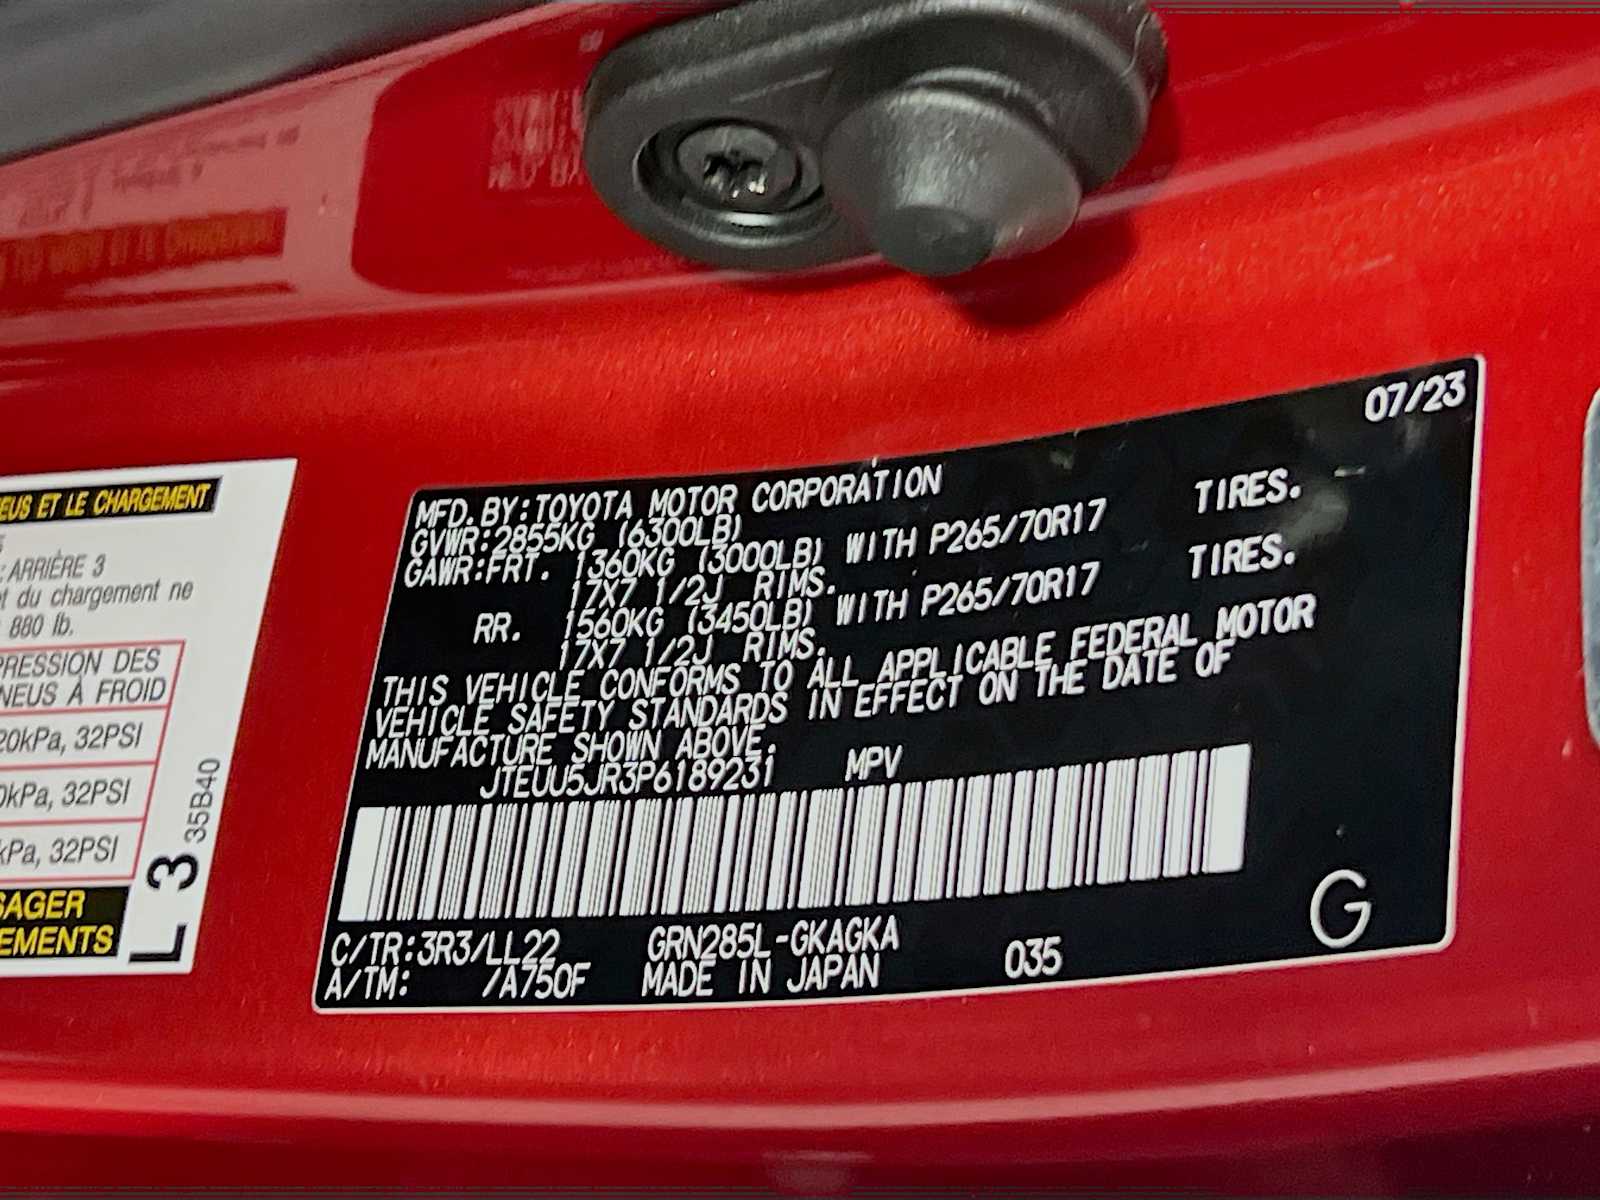 07/23
MFD. BY: TOYOTA MOTOR CORPORATION
GVWR: 2855KG (6300LB)
GAWR: FRT. 1360KG (3000LB) WITH P265/70R17 TIRES.
17X7 1/2J RIMS.
RR. 1560KG (3450LB) WITH P265/70R17 TIRES.
17X7 1/2J RIMS.
THIS VEHICLE CONFORMS TO ALL APPLICABLE FEDERAL MOTOR
VEHICLE SAFETY STANDARDS IN EFFECT ON THE DATE OF
MANUFACTURE SHOWN ABOVE.
JTEUU5JR3P6189231 MPV
C/TR: 3R3/LL22 GRN285L-GKAGKA
A/TM: /A750F MADE IN JAPAN 035
G
EUS ET LE CHARGEMENT
: ARRIÈRE 3
t du chargement ne
880 lb.
PRESSION DES
NEUS À FROID
20kPa, 32PSI
0kPa, 32PSI
kPa, 32PSI
SAGER
EMENTS
L 3 35B40